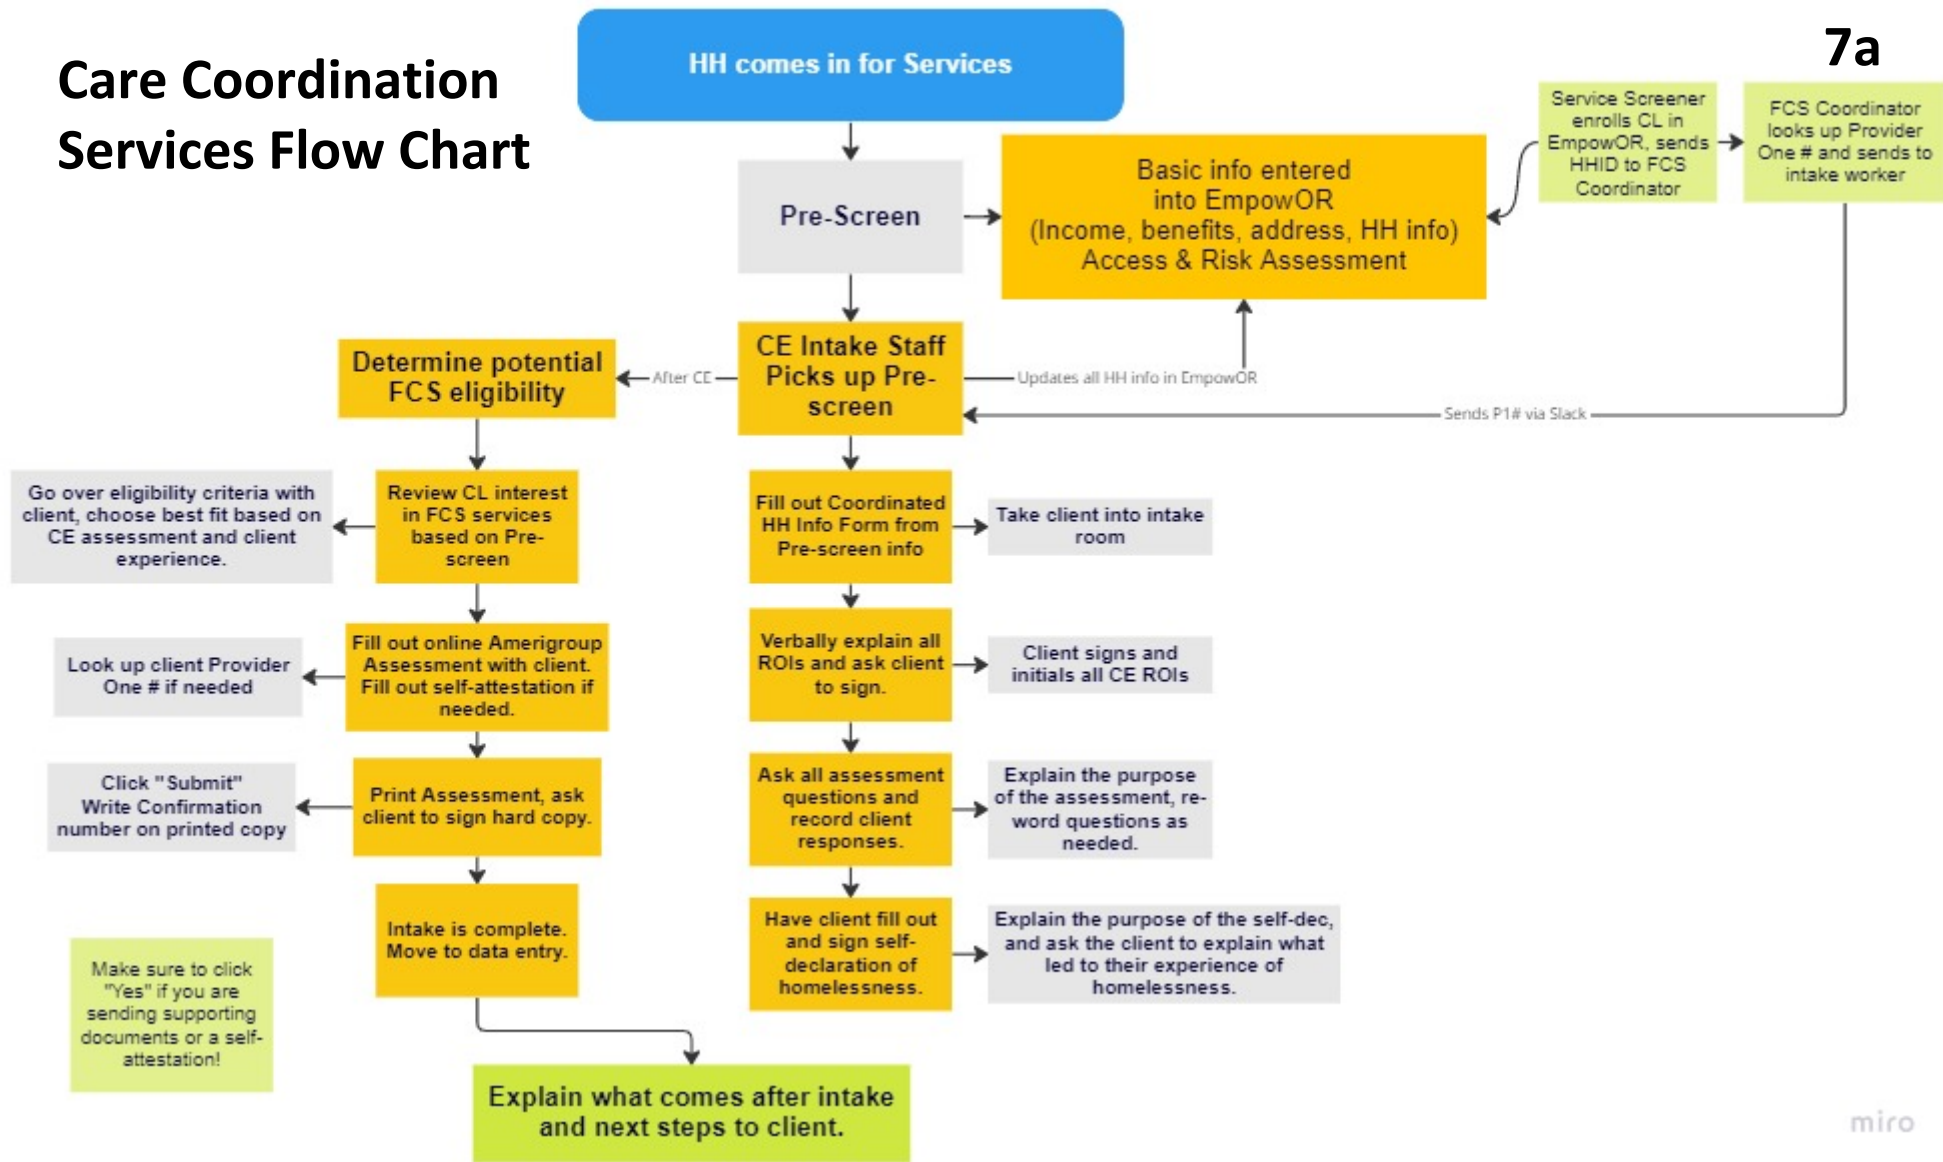 Care Coordination
Services Flow Chart
HH comes in for Services
7a
Service Screener
enrolls CL in
EmpowOR, sends
HHID to FCS
Coordinator
FCS Coordinator
looks up Provider
One # and sends to
intake worker
Pre-Screen
Basic info entered
into EmpowOR
(Income, benefits, address, HH info)
Access & Risk Assessment
Determine potential
FCS eligibility
After CE
CE Intake Staff
Picks up Pre-
screen
Updates all HH info in EmpowOR
Sends P1# via Slack
Go over eligibility criteria with
client, choose best fit based on
CE assessment and client
experience.
Review CL interest
in FCS services
based on Pre-
screen
Fill out Coordinated
HH Info Form from
Pre-screen info
Take client into intake
room
Look up client Provider
One # if needed
Fill out online Amerigroup
Assessment with client.
Fill out self-attestation if
needed.
Verbally explain all
ROIs and ask client
to sign.
Client signs and
initials all CE ROIs
Click "Submit"
Write Confirmation
number on printed copy
Print Assessment, ask
client to sign hard copy.
Ask all assessment
questions and
record client
responses.
Explain the purpose
of the assessment, re-
word questions as
needed.
Intake is complete.
Move to data entry.
Have client fill out
and sign self-
declaration of
homelessness.
Explain the purpose of the self-dec,
and ask the client to explain what
led to their experience of
homelessness.
Make sure to click
"Yes" if you are
sending supporting
documents or a self-
attestation!
Explain what comes after intake
and next steps to client.
miro